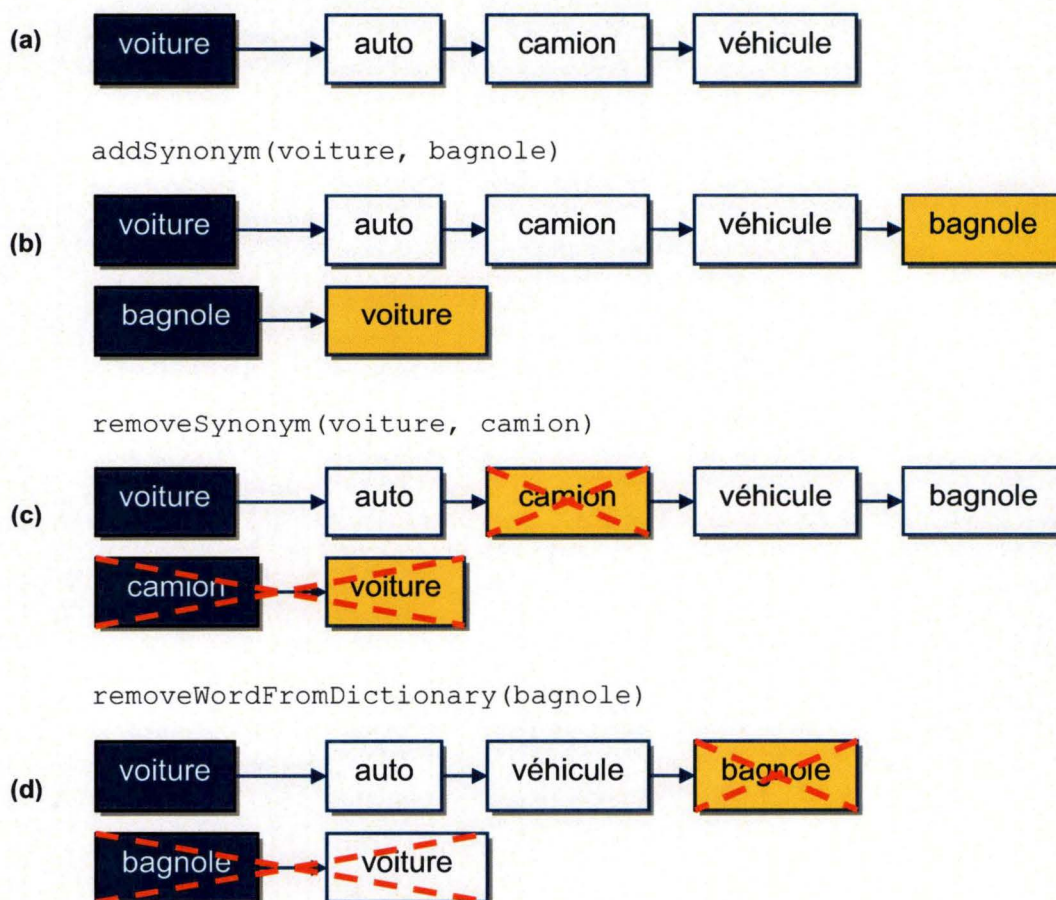 (a) voiture auto camion véhicule
addSynonym(voiture, bagnole)
(b) voiture auto camion véhicule bagnole
bagnole voiture
removeSynonym(voiture, camion)
(c) voiture auto camion véhicule bagnole
camion voiture
removeWordFromDictionary(bagnole)
(d) voiture auto véhicule bagnole
bagnole voiture